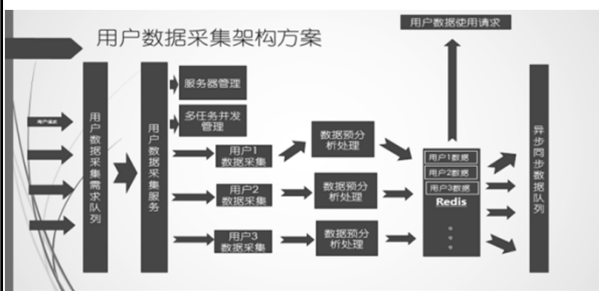 用户数据采集架构方案
用户数据使用请求
用户请求
用户数据采集需求队列
用户数据采集服务
服务器管理
多任务并发
管理
用户1
数据采集
数据预分
析处理
用户2
数据采集
数据预分
析处理
用户3
数据采集
数据预分
析处理
用户1数据
用户2数据
用户3数据
Redis
异步同步数据队列